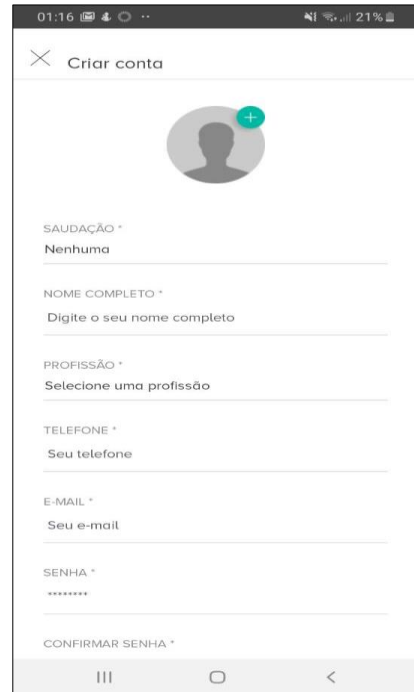 01:16 21%
Criar conta
SAUDAÇÃO *
Nenhuma
NOME COMPLETO *
Digite o seu nome completo
PROFISSÃO *
Selecione uma profissão
TELEFONE *
Seu telefone
E-MAIL *
Seu e-mail
SENHA *
********
CONFIRMAR SENHA *